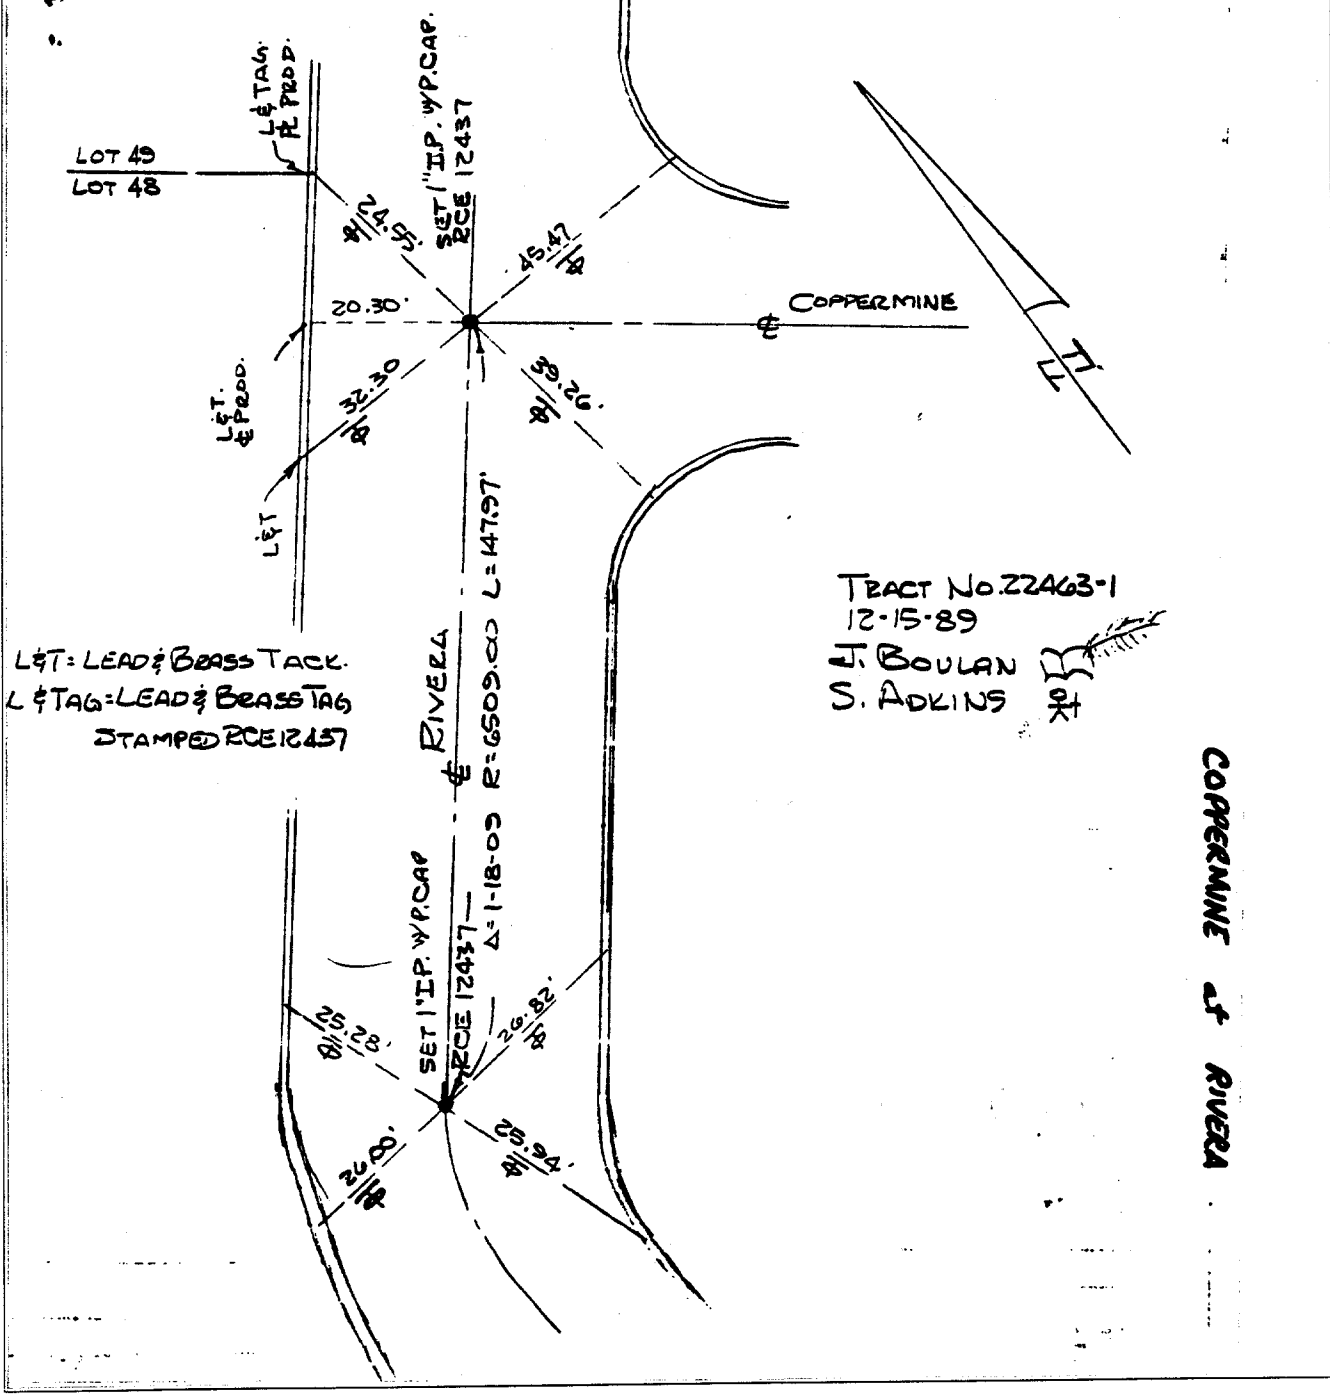 L&TAG.
PL PROD.
SET 1" I.P. W/P.CAP.
RCE 12437
LOT 49
LOT 48
24.55'
45.47
20.30'
℄ COPPERMINE
L&T.
℄ PROD.
32.30
39.26'
L&T
℄ RIVERA
Δ=1-18-09 R=6509.00 L=147.97'
TRACT No. 22463-1
12-15-89
J. BOULAN
S. ADKINS
L&T: LEAD & BRASS TACK.
L & TAG: LEAD & BRASS TAG
STAMPED RCE 12437
COPPERMINE at RIVERA
SET 1" I.P. W/P.CAP
RCE 12437
25.28'
26.82'
26.00'
25.94'